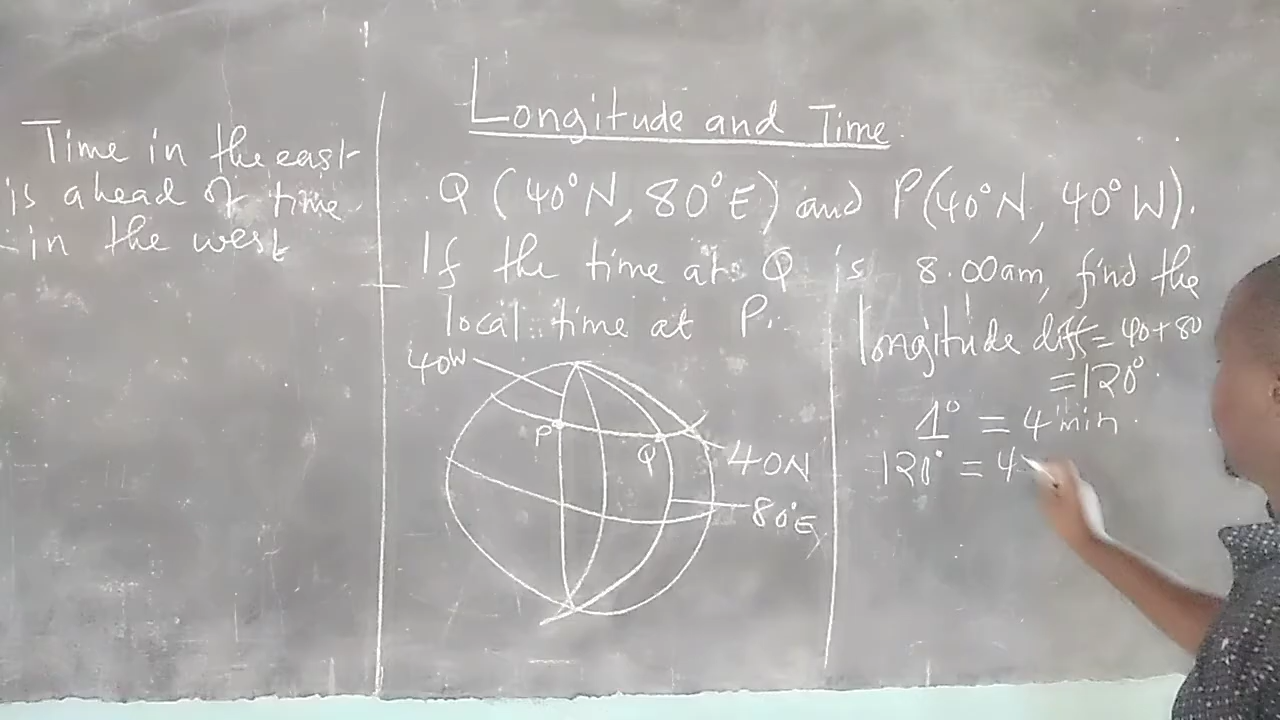 Time in the east
is ahead of time
in the west
Longitude and Time
Q (40°N, 80°E) and P(40°N, 40°W).
If the time at Q is 8.00am, find the
local time at P.
longitude diff = 40+80
=120°
1° = 4 min
120° = 4
40W
P
Q
40N
80°E